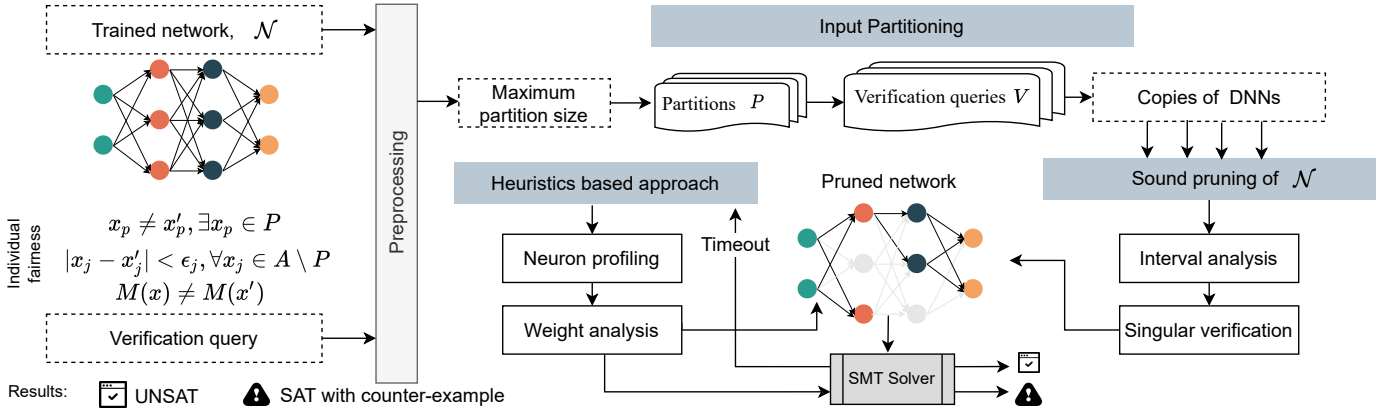 Trained network, 𝒩
Input Partitioning
Preprocessing
Maximum
partition size
Partitions P
Verification queries V
Copies of DNNs
Heuristics based approach
Pruned network
Sound pruning of 𝒩
Individual
fairness
x_p ≠ x'_p, ∃x_p ∈ P
|x_j − x'_j| < ϵ_j, ∀x_j ∈ A \ P
M(x) ≠ M(x')
Timeout
Neuron profiling
Interval analysis
Verification query
Weight analysis
Singular verification
SMT Solver
Results:
UNSAT
SAT with counter-example